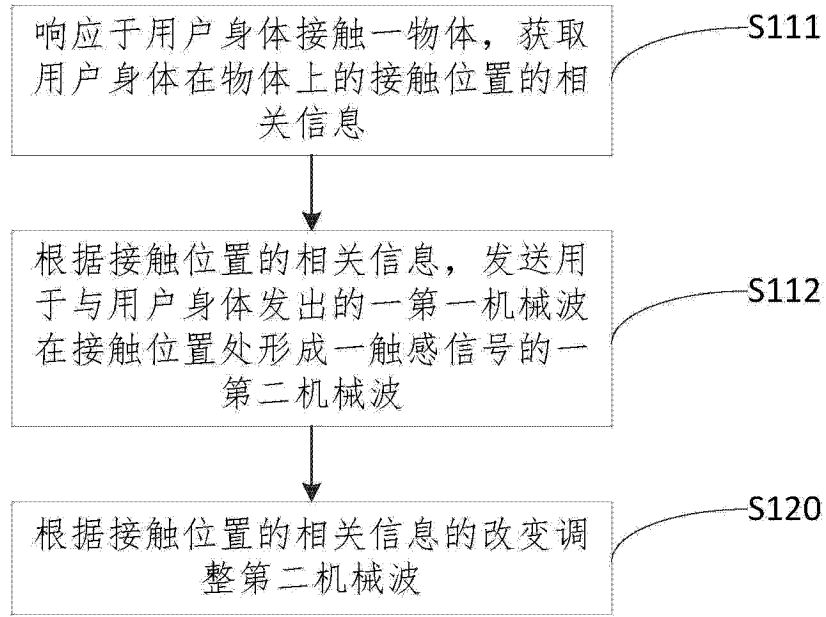 响应于用户身体接触一物体，获取
用户身体在物体上的接触位置的相
关信息
S111
根据接触位置的相关信息，发送用
于与用户身体发出的一第一机械波
在接触位置处形成一触感信号的一
第二机械波
S112
根据接触位置的相关信息的改变调
整第二机械波
S120